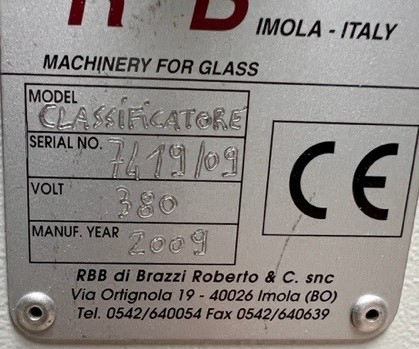 R B IMOLA - ITALY
MACHINERY FOR GLASS
MODEL
CLASSIFICATORE
SERIAL NO. 7419/09
VOLT 380
MANUF. YEAR 2009
CE
RBB di Brazzi Roberto & C. snc
Via Ortignola 19 - 40026 Imola (BO)
Tel. 0542/640054 Fax 0542/640639